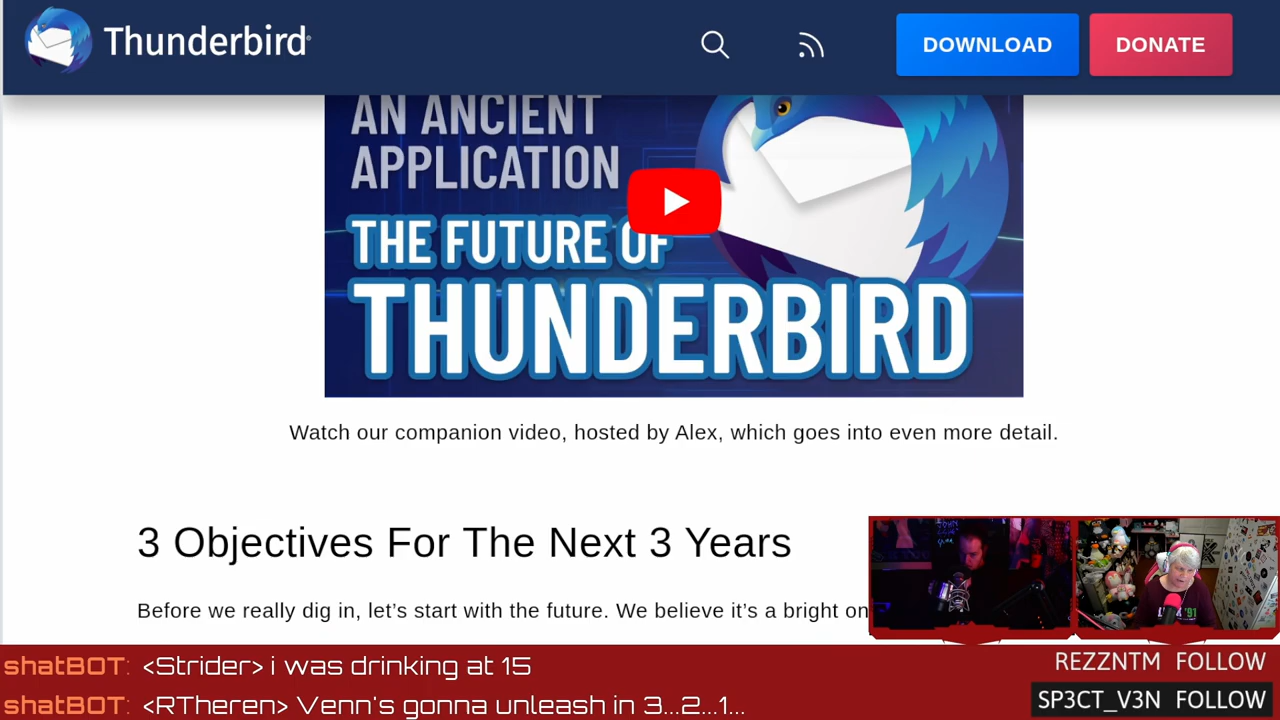 Thunderbird
DOWNLOAD
DONATE
AN ANCIENT
APPLICATION
THE FUTURE OF
THUNDERBIRD
Watch our companion video, hosted by Alex, which goes into even more detail.
3 Objectives For The Next 3 Years
Before we really dig in, let’s start with the future. We believe it’s a bright on
shatBOT: <Strider> i was drinking at 15
shatBOT: <RTheren> Venn's gonna unleash in 3...2...1...
REZZNTM FOLLOW
SP3CT_V3N FOLLOW